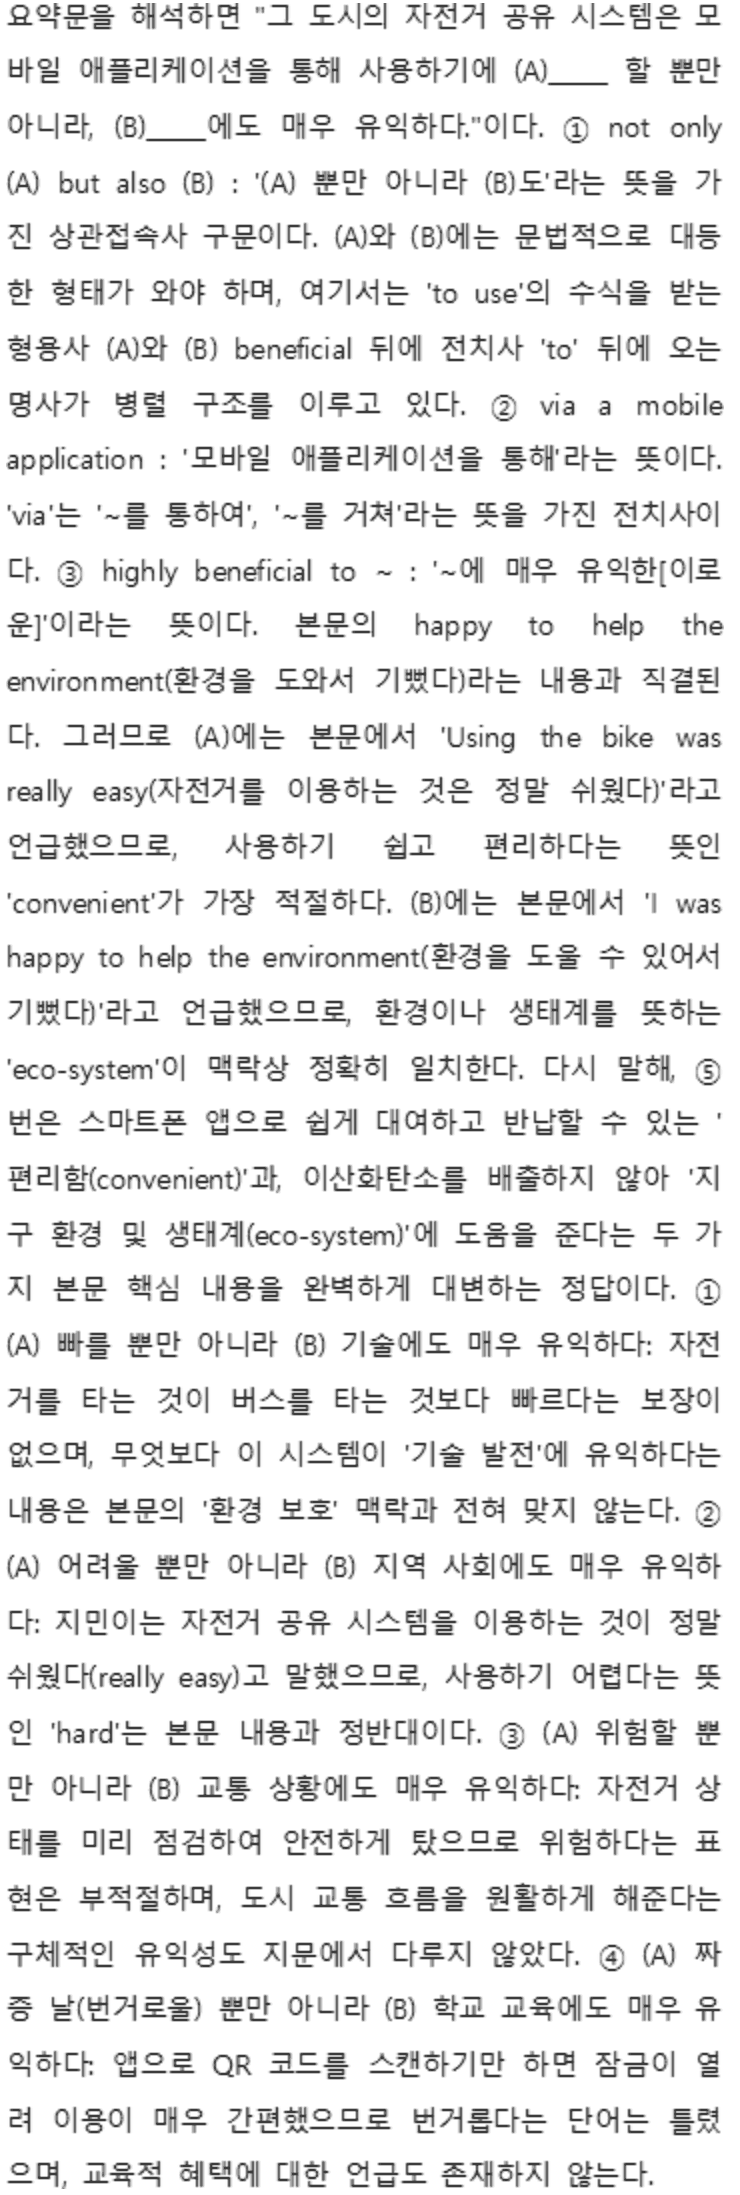 요약문을 해석하면 "그 도시의 자전거 공유 시스템은 모
바일 애플리케이션을 통해 사용하기에 (A)____ 할 뿐만
아니라, (B)____에도 매우 유익하다."이다. ① not only
(A) but also (B) : '(A) 뿐만 아니라 (B)도'라는 뜻을 가
진 상관접속사 구문이다. (A)와 (B)에는 문법적으로 대등
한 형태가 와야 하며, 여기서는 'to use'의 수식을 받는
형용사 (A)와 (B) beneficial 뒤에 전치사 'to' 뒤에 오는
명사가 병렬 구조를 이루고 있다. ② via a mobile
application : '모바일 애플리케이션을 통해'라는 뜻이다.
'via'는 '~를 통하여', '~를 거쳐'라는 뜻을 가진 전치사이
다. ③ highly beneficial to ~ : '~에 매우 유익한[이로
운]'이라는 뜻이다. 본문의 happy to help the
environment(환경을 도와서 기뻤다)라는 내용과 직결된
다. 그러므로 (A)에는 본문에서 'Using the bike was
really easy(자전거를 이용하는 것은 정말 쉬웠다)'라고
언급했으므로, 사용하기 쉽고 편리하다는 뜻인
'convenient'가 가장 적절하다. (B)에는 본문에서 'I was
happy to help the environment(환경을 도울 수 있어서
기뻤다)'라고 언급했으므로, 환경이나 생태계를 뜻하는
'eco-system'이 맥락상 정확히 일치한다. 다시 말해, ⑤
번은 스마트폰 앱으로 쉽게 대여하고 반납할 수 있는 '
편리함(convenient)'과, 이산화탄소를 배출하지 않아 '지
구 환경 및 생태계(eco-system)'에 도움을 준다는 두 가
지 본문 핵심 내용을 완벽하게 대변하는 정답이다. ①
(A) 빠를 뿐만 아니라 (B) 기술에도 매우 유익하다: 자전
거를 타는 것이 버스를 타는 것보다 빠르다는 보장이
없으며, 무엇보다 이 시스템이 '기술 발전'에 유익하다는
내용은 본문의 '환경 보호' 맥락과 전혀 맞지 않는다. ②
(A) 어려울 뿐만 아니라 (B) 지역 사회에도 매우 유익하
다: 지민이는 자전거 공유 시스템을 이용하는 것이 정말
쉬웠다(really easy)고 말했으므로, 사용하기 어렵다는 뜻
인 'hard'는 본문 내용과 정반대이다. ③ (A) 위험할 뿐
만 아니라 (B) 교통 상황에도 매우 유익하다: 자전거 상
태를 미리 점검하여 안전하게 탔으므로 위험하다는 표
현은 부적절하며, 도시 교통 흐름을 원활하게 해준다는
구체적인 유익성도 지문에서 다루지 않았다. ④ (A) 짜
증 날(번거로울) 뿐만 아니라 (B) 학교 교육에도 매우 유
익하다: 앱으로 QR 코드를 스캔하기만 하면 잠금이 열
려 이용이 매우 간편했으므로 번거롭다는 단어는 틀렸
으며, 교육적 혜택에 대한 언급도 존재하지 않는다.